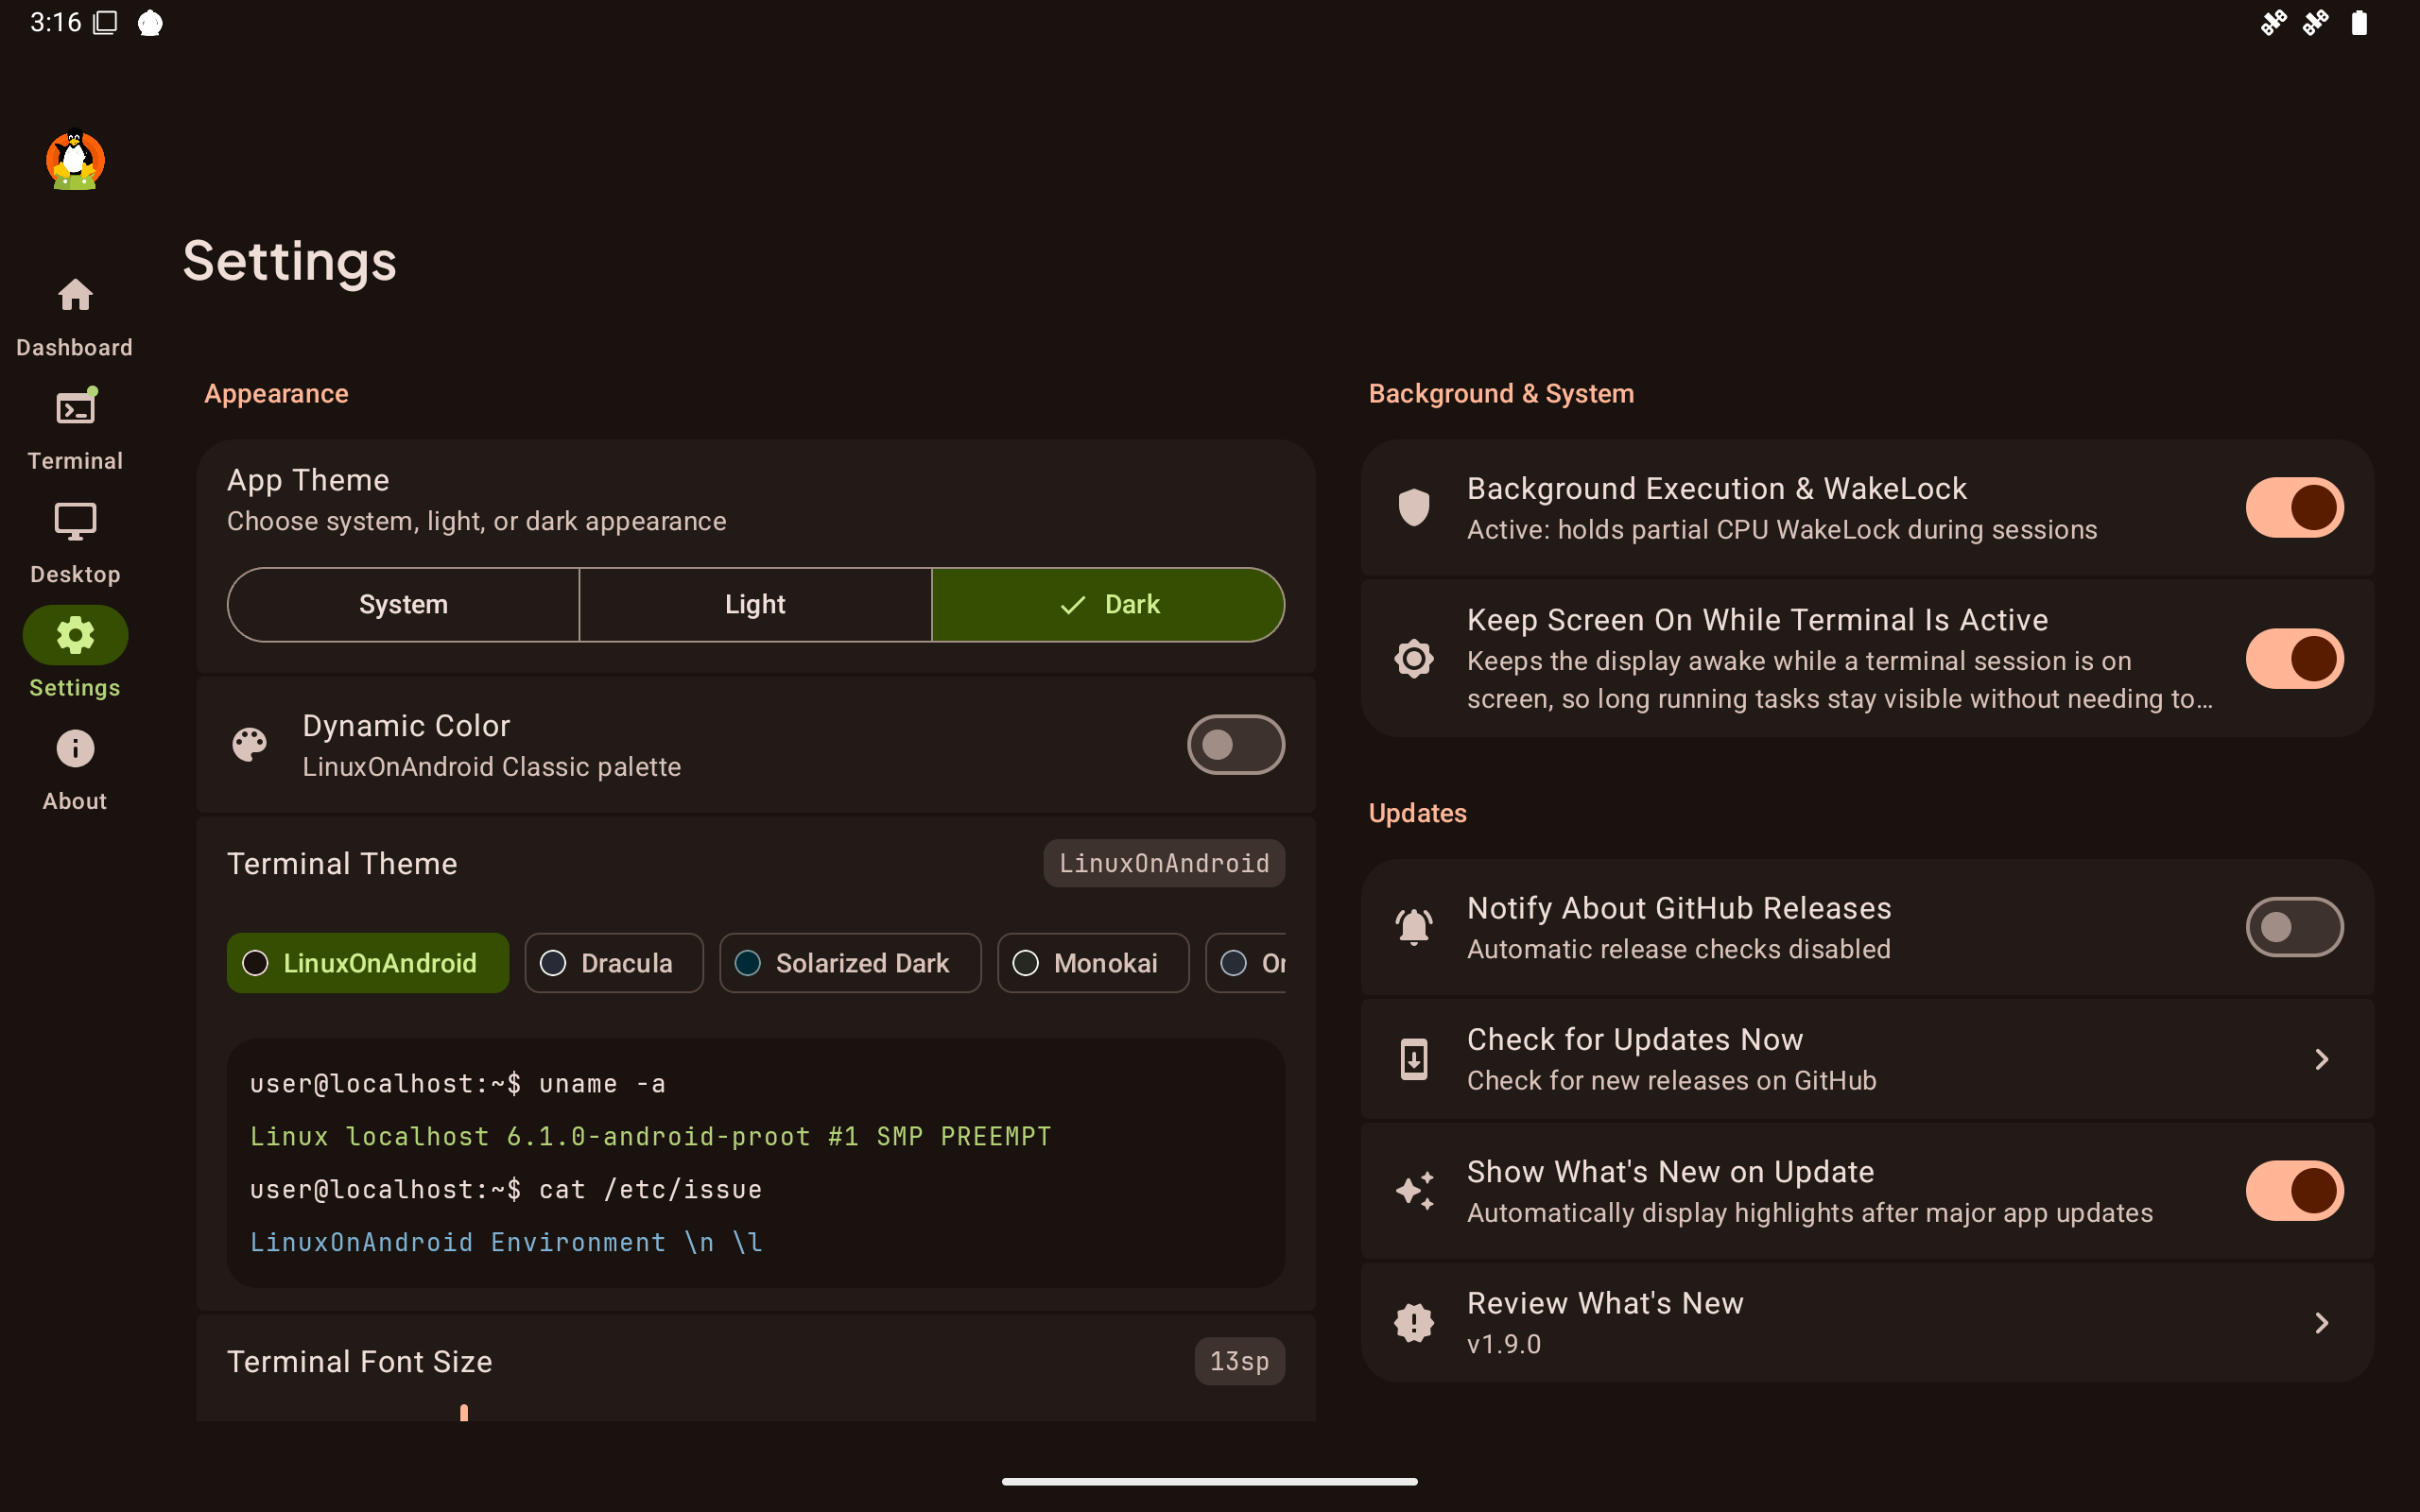 3:16
Settings
Dashboard
Terminal
Desktop
Settings
About
Appearance
App Theme
Choose system, light, or dark appearance
System
Light
Dark
Dynamic Color
LinuxOnAndroid Classic palette
Terminal Theme
LinuxOnAndroid
LinuxOnAndroid
Dracula
Solarized Dark
Monokai
user@localhost:~$ uname -a
Linux localhost 6.1.0-android-proot #1 SMP PREEMPT
user@localhost:~$ cat /etc/issue
LinuxOnAndroid Environment \n \l
Terminal Font Size
13sp
Background & System
Background Execution & WakeLock
Active: holds partial CPU WakeLock during sessions
Keep Screen On While Terminal Is Active
Keeps the display awake while a terminal session is on
screen, so long running tasks stay visible without needing to…
Updates
Notify About GitHub Releases
Automatic release checks disabled
Check for Updates Now
Check for new releases on GitHub
Show What's New on Update
Automatically display highlights after major app updates
Review What's New
v1.9.0